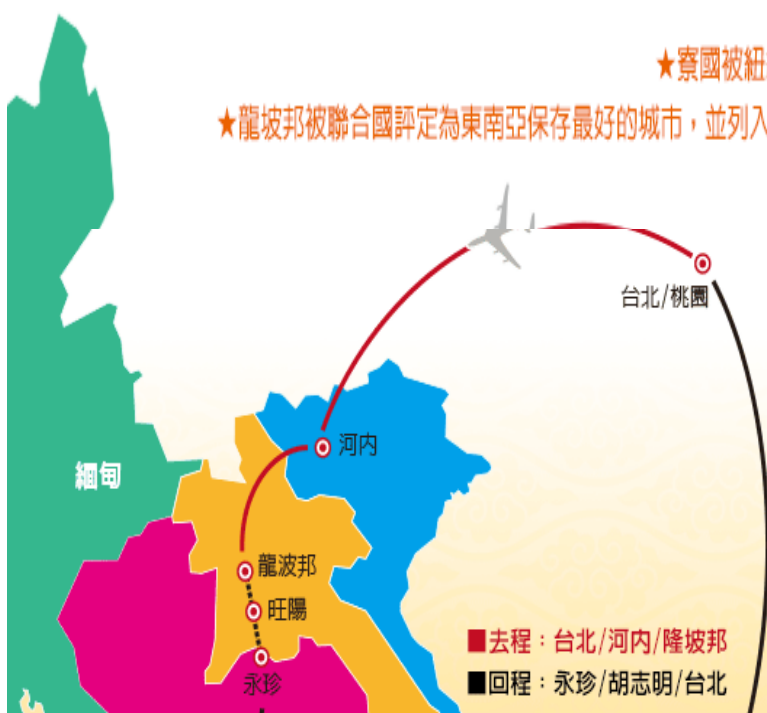 ★寮國被紐
★龍坡邦被聯合國評定為東南亞保存最好的城市，並列入
台北/桃園
河内
緬甸
龍波邦
旺陽
永珍
■去程：台北/河内/隆坡邦
■回程：永珍/胡志明/台北